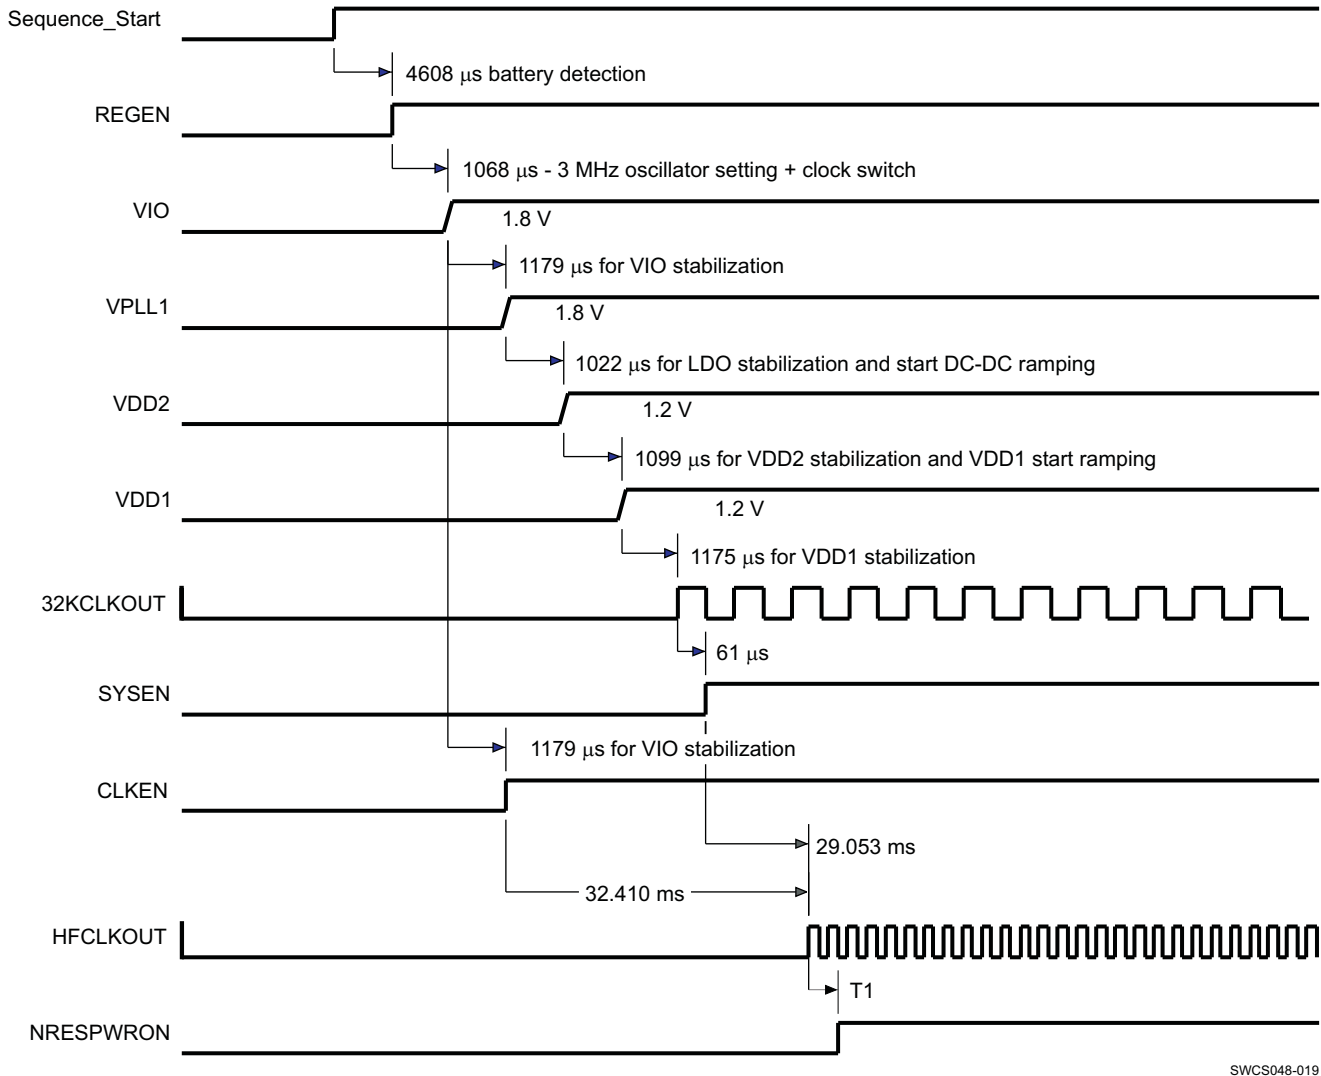 Sequence_Start
4608 μs battery detection
REGEN
1068 μs - 3 MHz oscillator setting + clock switch
VIO
1.8 V
1179 μs for VIO stabilization
VPLL1
1.8 V
1022 μs for LDO stabilization and start DC-DC ramping
VDD2
1.2 V
1099 μs for VDD2 stabilization and VDD1 start ramping
VDD1
1.2 V
1175 μs for VDD1 stabilization
32KCLKOUT
61 μs
SYSEN
1179 μs for VIO stabilization
CLKEN
29.053 ms
32.410 ms
HFCLKOUT
T1
NRESPWRON
SWCS048-019